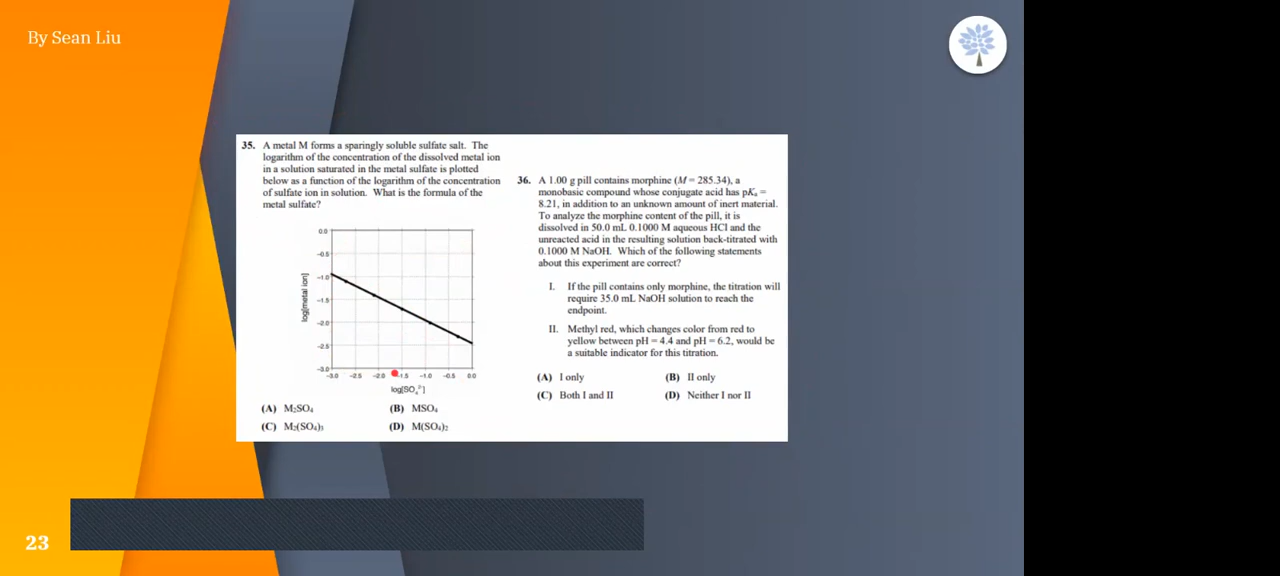 By Sean Liu
35. A metal M forms a sparingly soluble sulfate salt. The
logarithm of the concentration of the dissolved metal ion
in a solution saturated in the metal sulfate is plotted
below as a function of the logarithm of the concentration
of sulfate ion in solution. What is the formula of the
metal sulfate?
0.0
-0.5
-1.0
-1.5
-2.0
-2.5
-3.0
log[metal ion]
-3.0 -2.5 -2.0 -1.5 -1.0 -0.5 0.0
log[SO₄²⁻]
(A) M₂SO₄ (B) MSO₄
(C) M₂(SO₄)₃ (D) M(SO₄)₂
36. A 1.00 g pill contains morphine (M = 285.34), a
monobasic compound whose conjugate acid has pKₐ =
8.21, in addition to an unknown amount of inert material.
To analyze the morphine content of the pill, it is
dissolved in 50.0 mL 0.1000 M aqueous HCl and the
unreacted acid in the resulting solution back-titrated with
0.1000 M NaOH. Which of the following statements
about this experiment are correct?
I. If the pill contains only morphine, the titration will
require 35.0 mL NaOH solution to reach the
endpoint.
II. Methyl red, which changes color from red to
yellow between pH = 4.4 and pH = 6.2, would be
a suitable indicator for this titration.
(A) I only (B) II only
(C) Both I and II (D) Neither I nor II
23